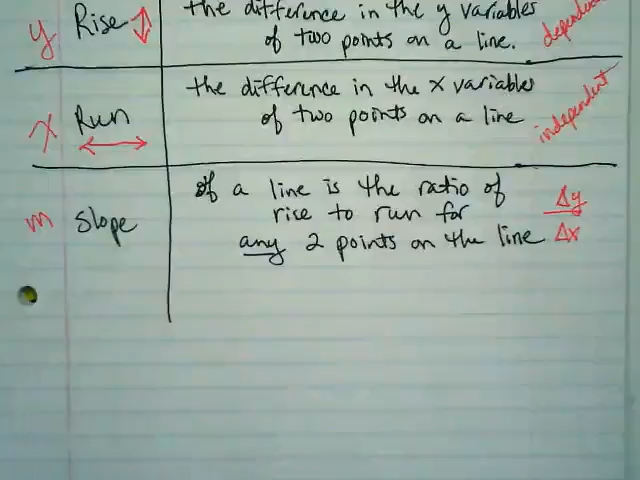 y Rise the difference in the y variables
of two points on a line. dependent
x Run the difference in the x variables
of two points on a line independent
m slope of a line is the ratio of
rise to run for Δy
any 2 points on the line Δx